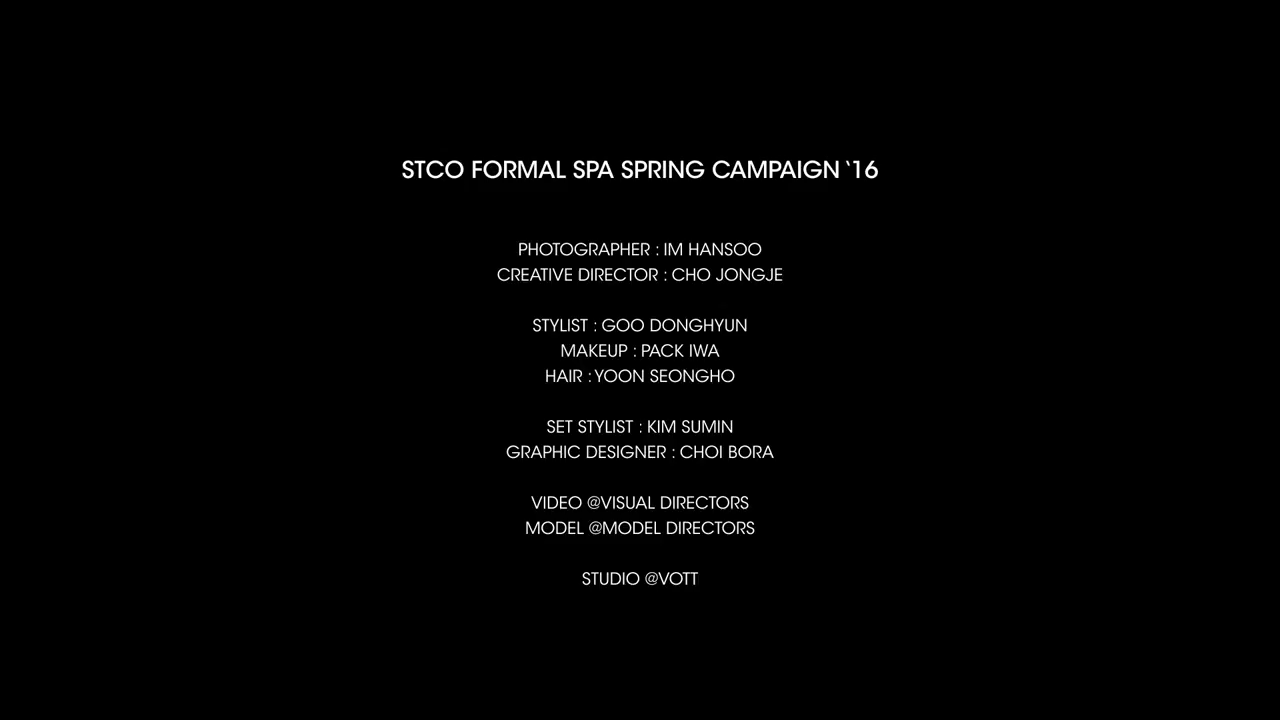 STCO FORMAL SPA SPRING CAMPAIGN ‘16
PHOTOGRAPHER : IM HANSOO
CREATIVE DIRECTOR : CHO JONGJE
STYLIST : GOO DONGHYUN
MAKEUP : PACK IWA
HAIR : YOON SEONGHO
SET STYLIST : KIM SUMIN
GRAPHIC DESIGNER : CHOI BORA
VIDEO @VISUAL DIRECTORS
MODEL @MODEL DIRECTORS
STUDIO @VOTT